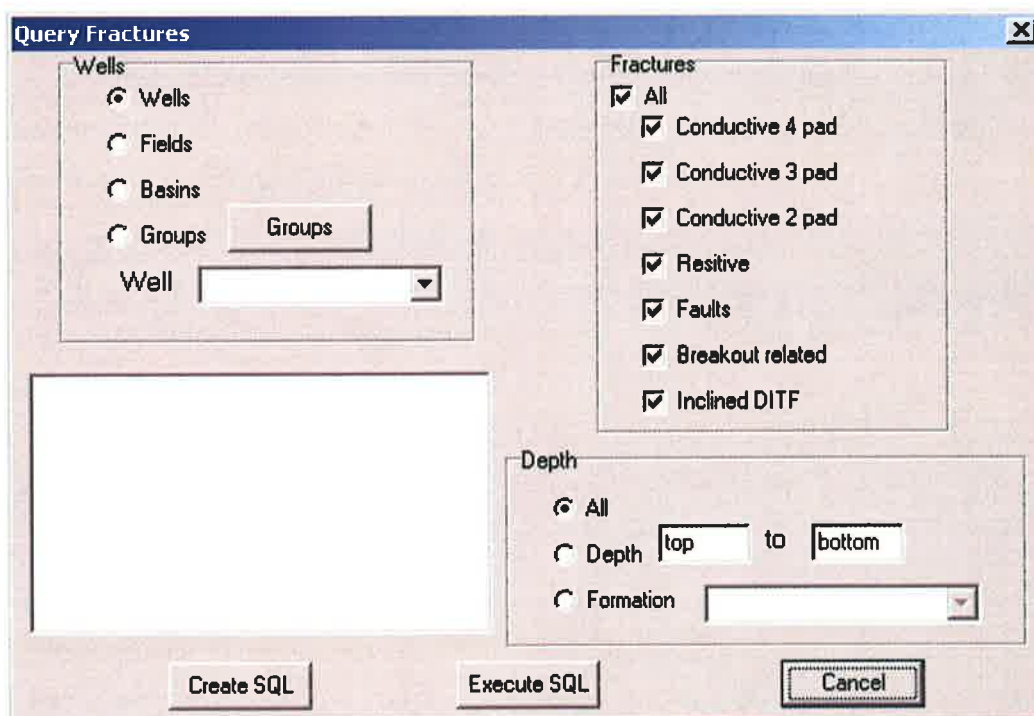 Query Fractures
Wells
Wells
Fields
Basins
Groups
Groups
Well
Fractures
All
Conductive 4 pad
Conductive 3 pad
Conductive 2 pad
Resitive
Faults
Breakout related
Inclined DITF
Depth
All
Depth top to bottom
Formation
Create SQL
Execute SQL
Cancel